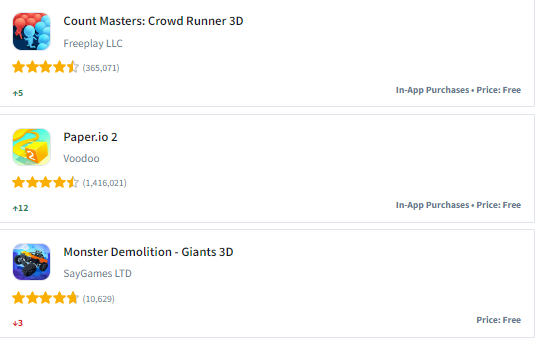 Count Masters: Crowd Runner 3D
Freeplay LLC
(365,071)
↑5
In-App Purchases • Price: Free
Paper.io 2
Voodoo
2
(1,416,021)
↑12
In-App Purchases • Price: Free
Monster Demolition - Giants 3D
SayGames LTD
(10,629)
↓3
Price: Free